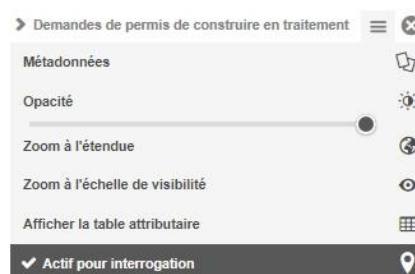 Demandes de permis de construire en traitement
Métadonnées
Opacité
Zoom à l'étendue
Zoom à l'échelle de visibilité
Afficher la table attributaire
Actif pour interrogation